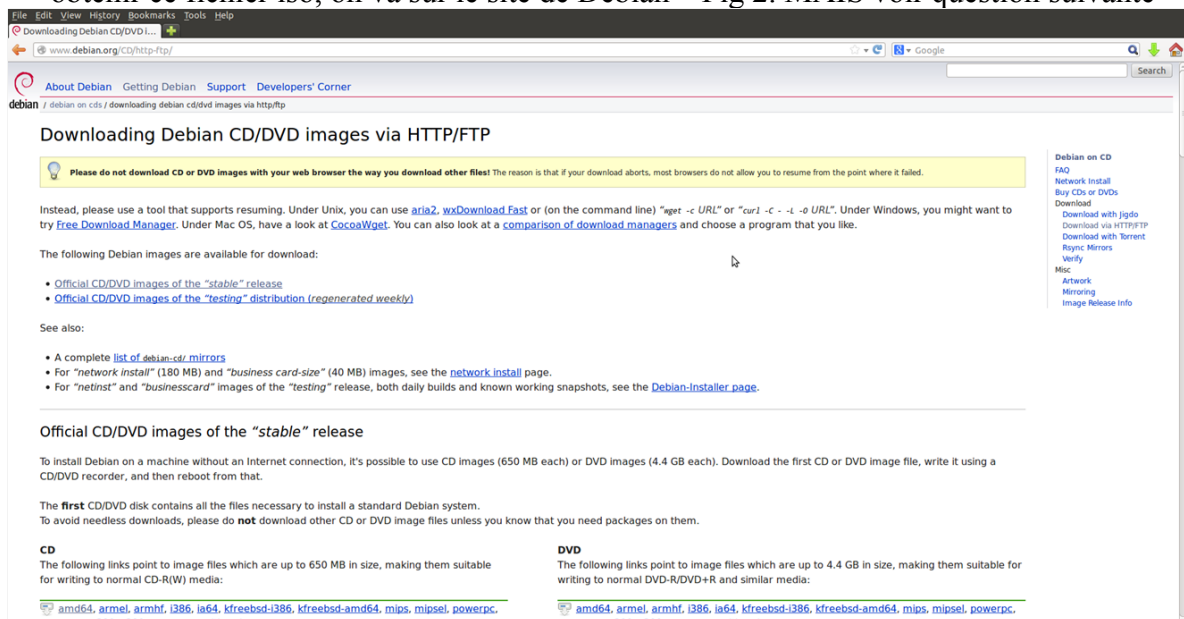 obtenir ce fichier iso, on va sur le site de Debian – Fig 2. MAIS voir question suivante
File Edit View History Bookmarks Tools Help
Downloading Debian CD/DVD i...
www.debian.org/CD/http-ftp/
Google
Search
About Debian Getting Debian Support Developers' Corner
debian / debian on cds / downloading debian cd/dvd images via http/ftp
Downloading Debian CD/DVD images via HTTP/FTP
Please do not download CD or DVD images with your web browser the way you download other files! The reason is that if your download aborts, most browsers do not allow you to resume from the point where it failed.
Instead, please use a tool that supports resuming. Under Unix, you can use aria2, wxDownload Fast or (on the command line) "wget -c URL" or "curl -C - -L -O URL". Under Windows, you might want to
try Free Download Manager. Under Mac OS, have a look at CocoaWget. You can also look at a comparison of download managers and choose a program that you like.
The following Debian images are available for download:
• Official CD/DVD images of the "stable" release
• Official CD/DVD images of the "testing" distribution (regenerated weekly)
See also:
• A complete list of debian-cd/ mirrors
• For "network install" (180 MB) and "business card-size" (40 MB) images, see the network install page.
• For "netinst" and "businesscard" images of the "testing" release, both daily builds and known working snapshots, see the Debian-Installer page.
Debian on CD
FAQ
Network Install
Buy CDs or DVDs
Download
Download with Jigdo
Download via HTTP/FTP
Download with Torrent
Rsync Mirrors
Verify
Misc
Artwork
Mirroring
Image Release Info
Official CD/DVD images of the "stable" release
To install Debian on a machine without an Internet connection, it's possible to use CD images (650 MB each) or DVD images (4.4 GB each). Download the first CD or DVD image file, write it using a
CD/DVD recorder, and then reboot from that.
The first CD/DVD disk contains all the files necessary to install a standard Debian system.
To avoid needless downloads, please do not download other CD or DVD image files unless you know that you need packages on them.
CD
The following links point to image files which are up to 650 MB in size, making them suitable
for writing to normal CD-R(W) media:
amd64, armel, armhf, i386, ia64, kfreebsd-i386, kfreebsd-amd64, mips, mipsel, powerpc,
DVD
The following links point to image files which are up to 4.4 GB in size, making them suitable for
writing to normal DVD-R/DVD+R and similar media:
amd64, armel, armhf, i386, ia64, kfreebsd-i386, kfreebsd-amd64, mips, mipsel, powerpc,